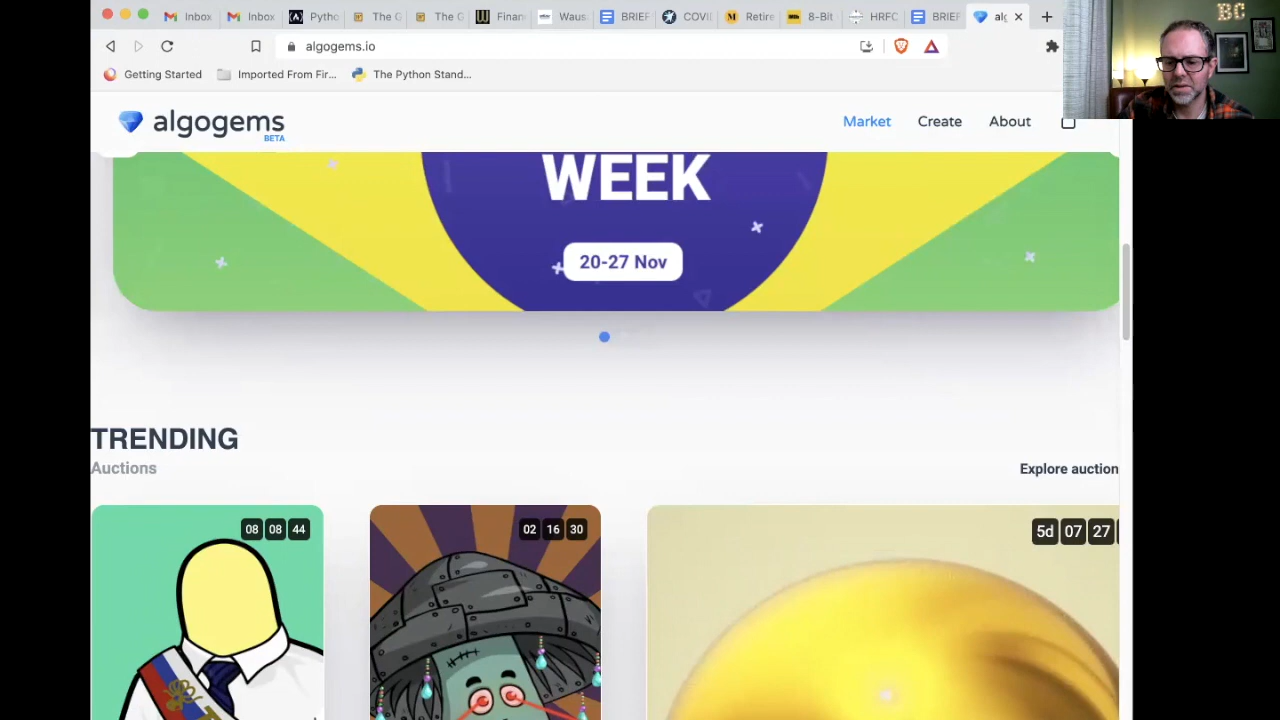 Inbox
Inbox
Pytho
The G
The G
Finan
Waus
BRIEF
COVI
Retire
8-Bit
HRFC
BRIEF
alg
algogems.io
Getting Started
Imported From Fir...
The Python Stand...
BC
algogems
BETA
Market
Create
About
WEEK
20-27 Nov
TRENDING
Auctions
Explore auction
08 08 44
02 16 30
5d 07 27